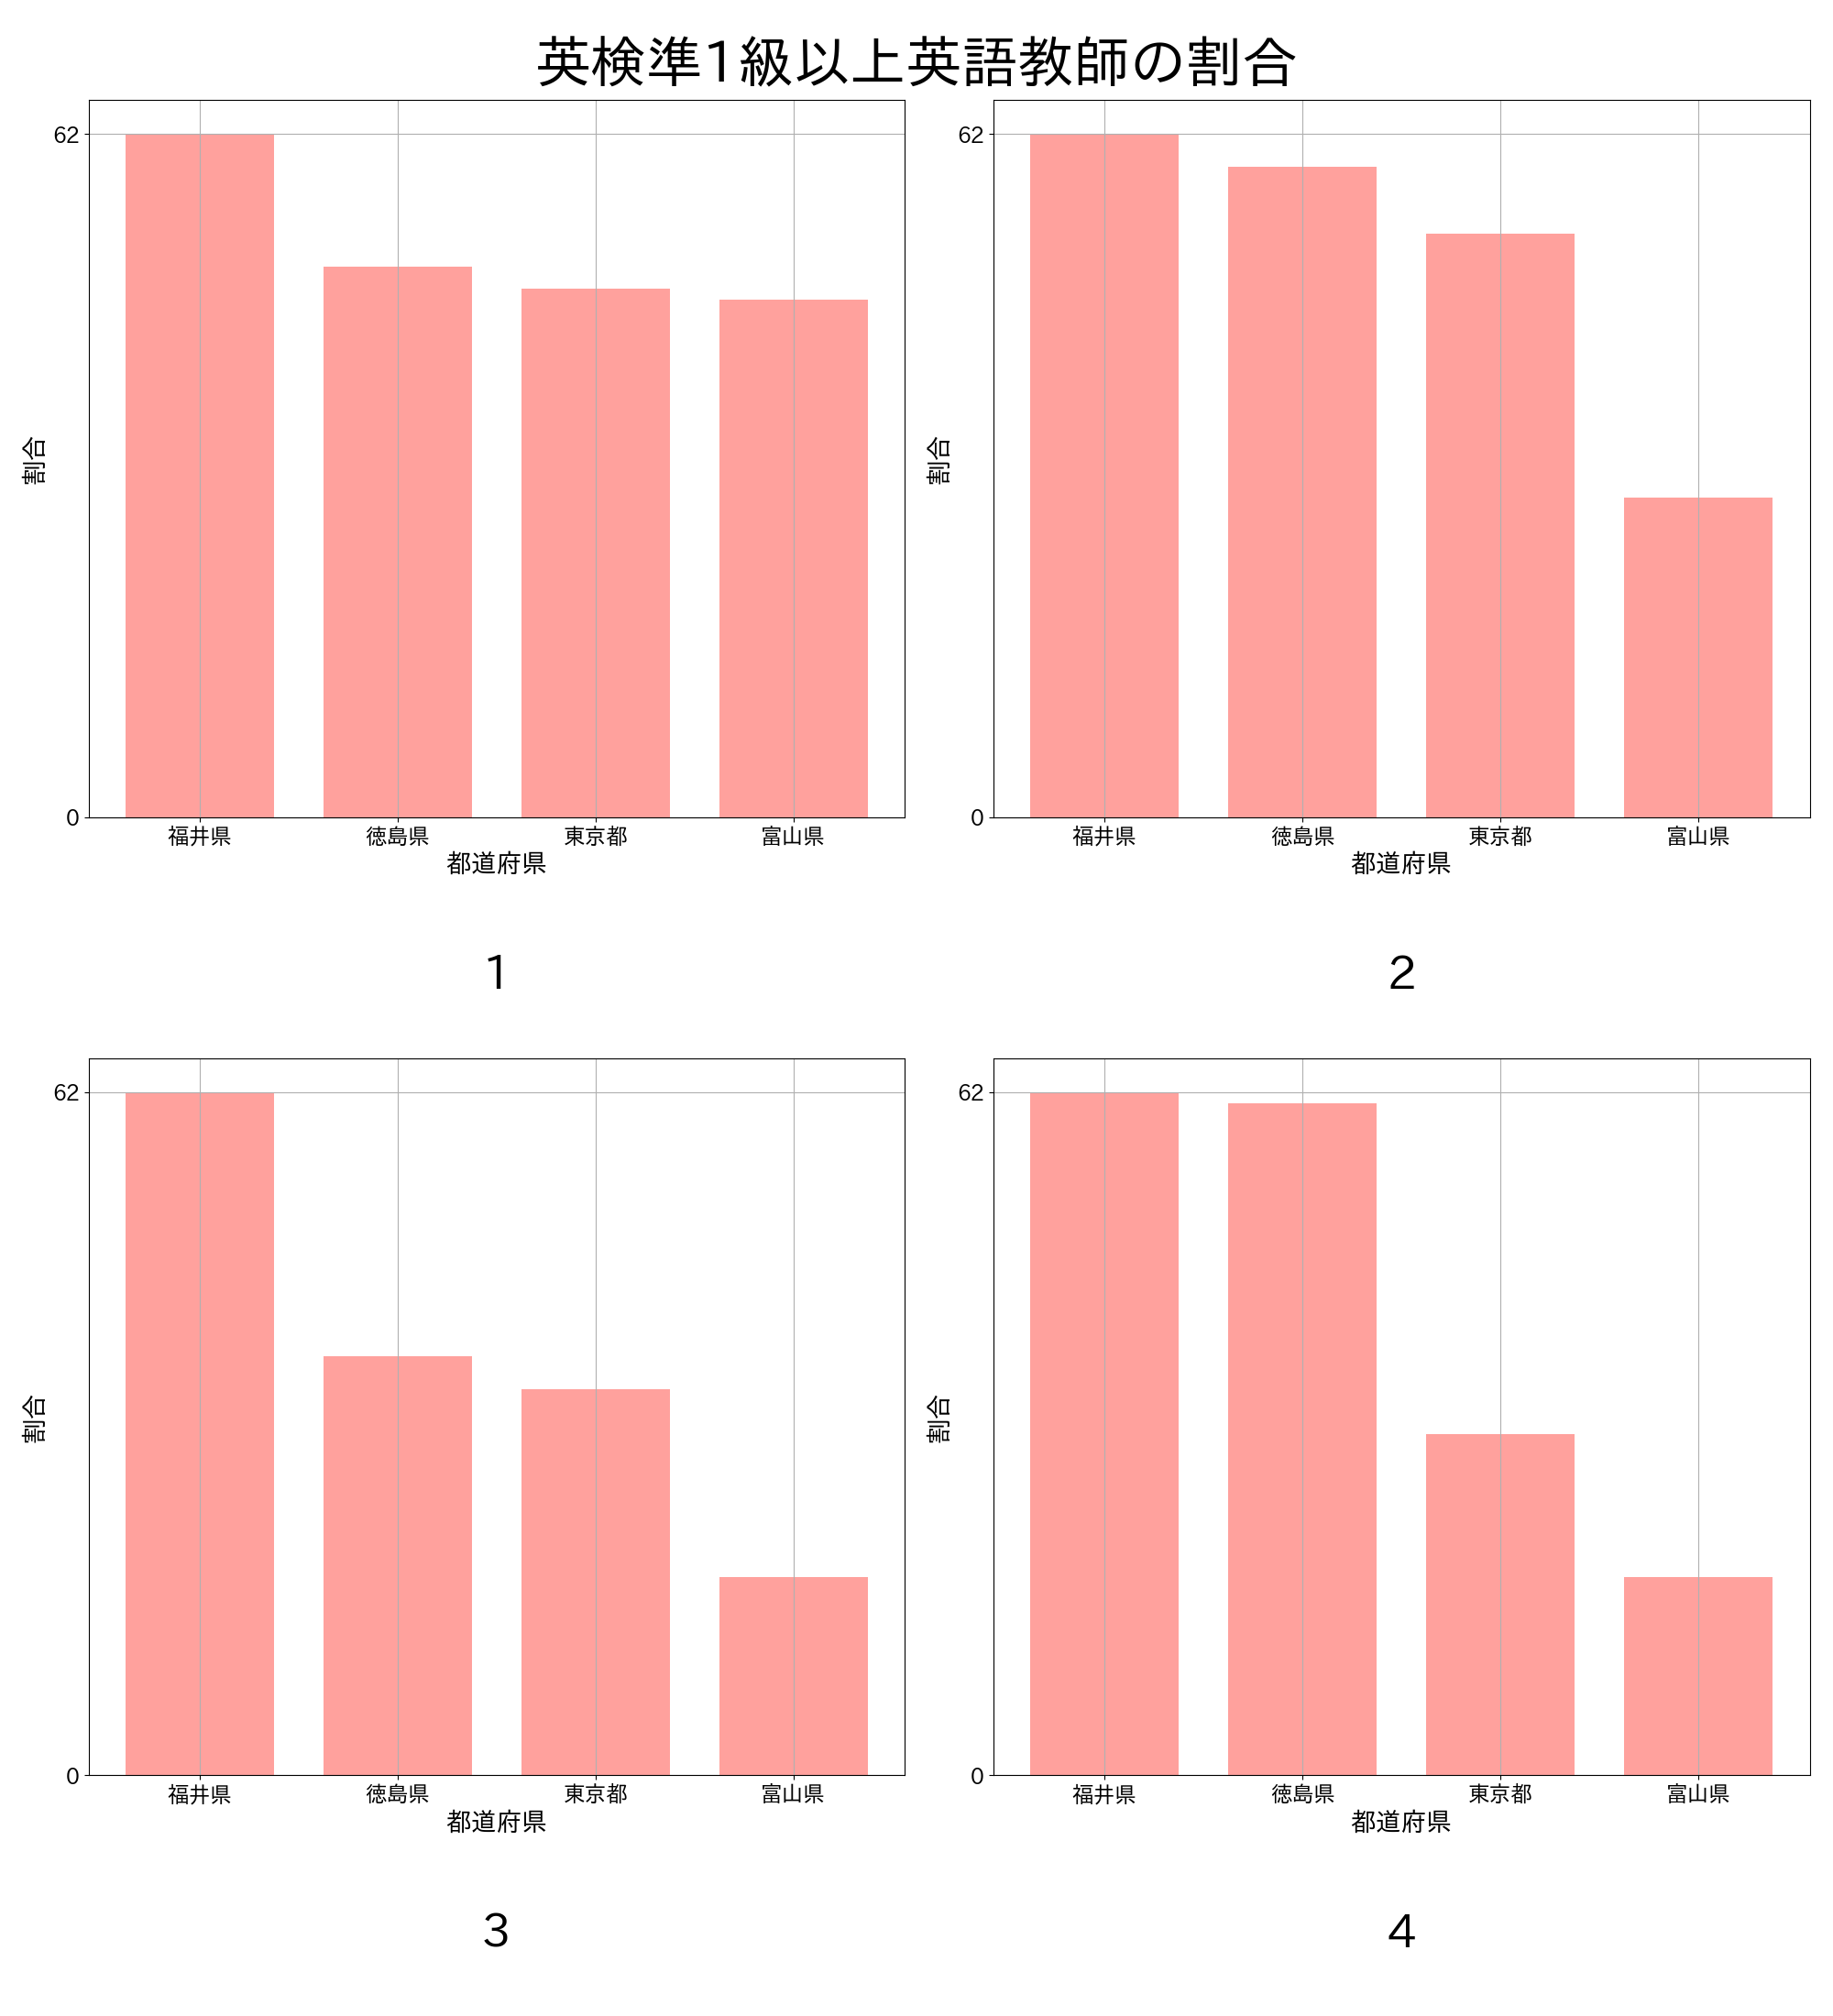 英検準1級以上英語教師の割合
62
0
割合
福井県 徳島県 東京都 富山県
都道府県
1
62
0
割合
福井県 徳島県 東京都 富山県
都道府県
2
62
0
割合
福井県 徳島県 東京都 富山県
都道府県
3
62
0
割合
福井県 徳島県 東京都 富山県
都道府県
4